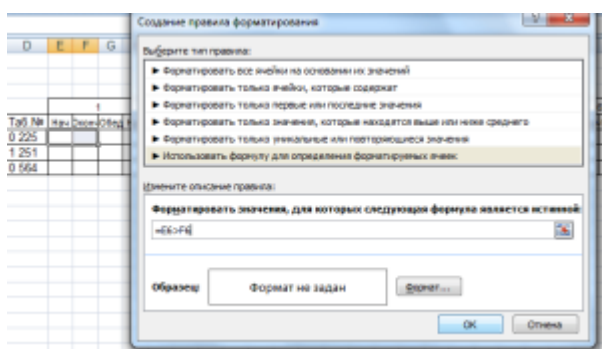 Создание правила форматирования
Выберите тип правила:
► Форматировать все ячейки на основании их значений
► Форматировать только ячейки, которые содержат
► Форматировать только первые или последние значения
► Форматировать только значения, которые находятся выше или ниже среднего
► Форматировать только уникальные или повторяющиеся значения
► Использовать формулу для определения форматируемых ячеек
Измените описание правила:
Форматировать значения, для которых следующая формула является истинной:
=E6>F6
Образец:
Формат не задан
Формат...
ОК
Отмена
D E F G
1
Таб №
Нач
Обед
0 225
1 251
0 564